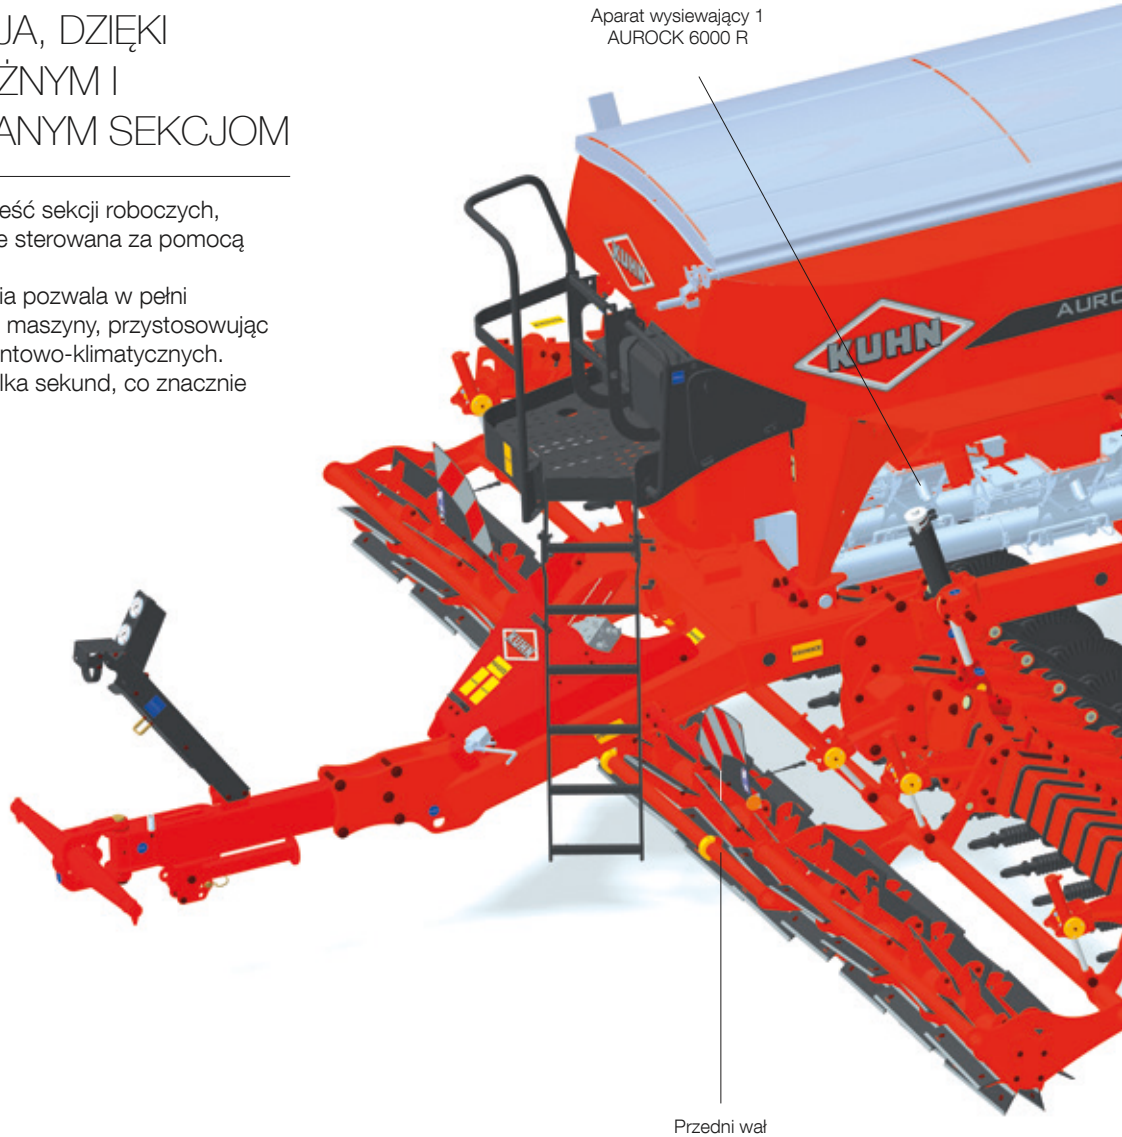 JA, DZIĘKI
ŻNYM I
ANYM SEKCJOM
eść sekcji roboczych,
e sterowana za pomocą
ia pozwala w pełni
maszyny, przystosowując
ntowo-klimatycznych.
lka sekund, co znacznie
Aparat wysiewający 1
AUROCK 6000 R
KUHN
KUHN
AURO
KUHN
Przedni wał